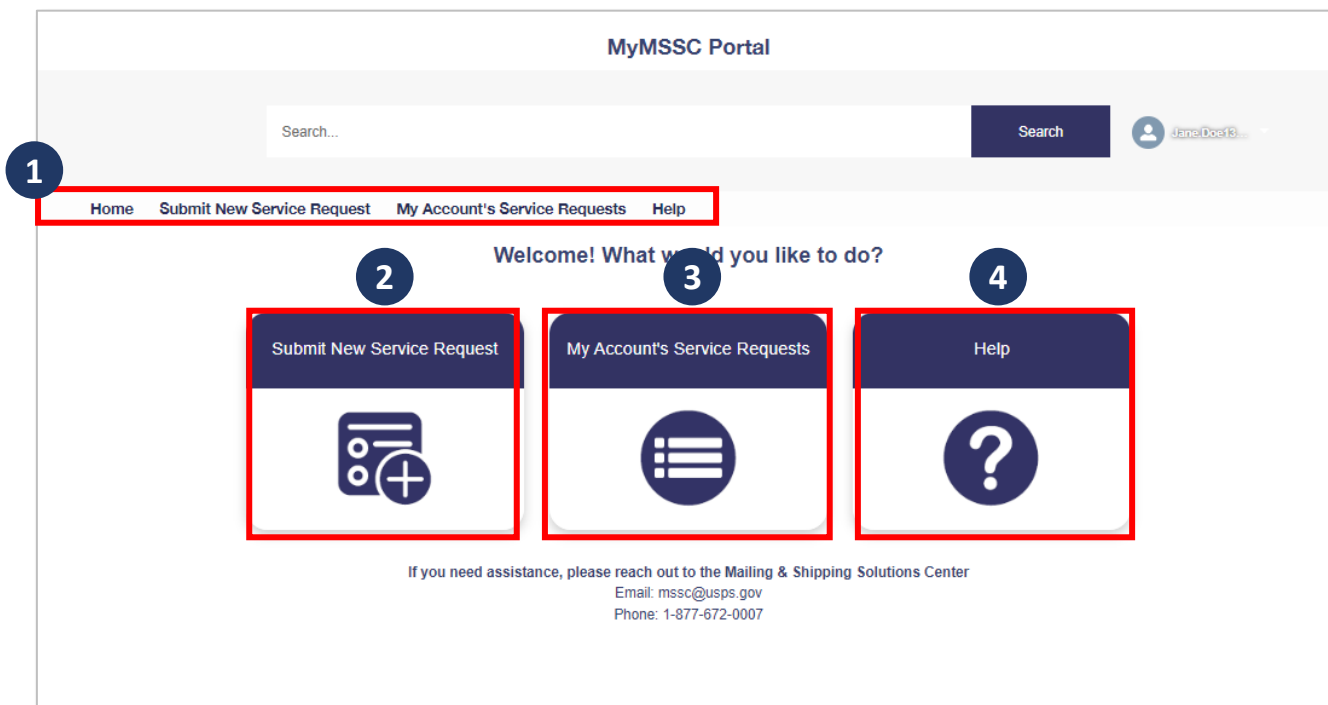 MyMSSC Portal
Search...
Search
Jane.Doe13...
1
Home Submit New Service Request My Account's Service Requests Help
Welcome! What would you like to do?
2
3
4
Submit New Service Request
My Account's Service Requests
Help
?
If you need assistance, please reach out to the Mailing & Shipping Solutions Center
Email: mssc@usps.gov
Phone: 1-877-672-0007